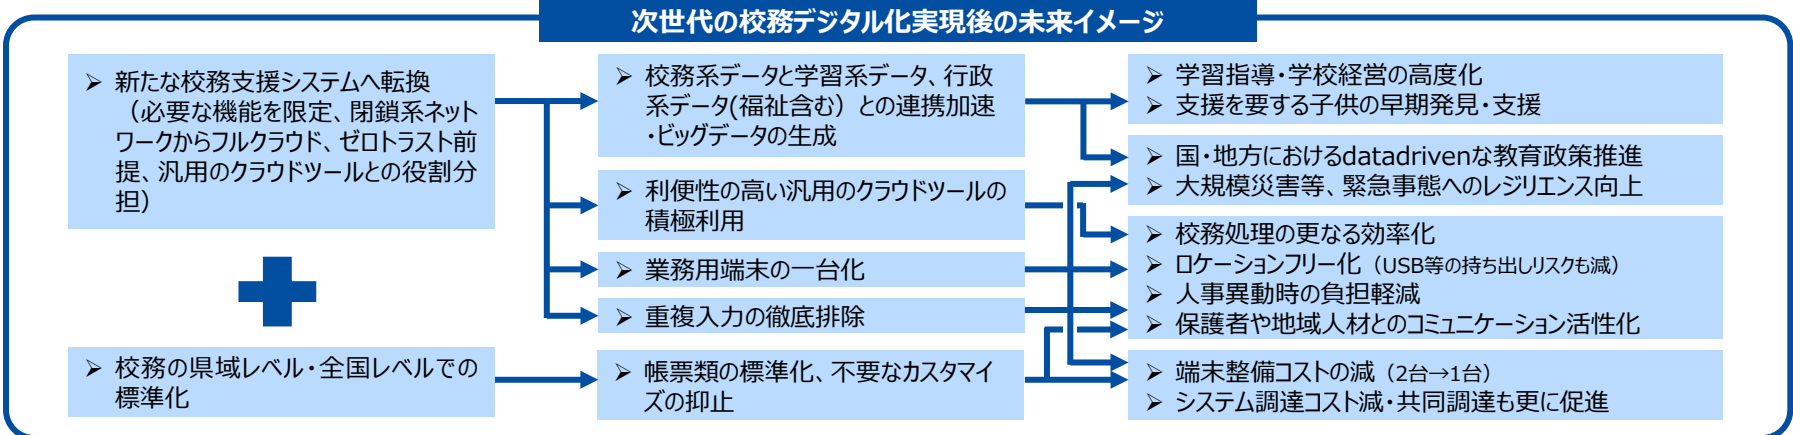 次世代の校務デジタル化実現後の未来イメージ
➢ 新たな校務支援システムへ転換
（必要な機能を限定、閉鎖系ネット
ワークからフルクラウド、ゼロトラスト前
提、汎用のクラウドツールとの役割分
担）
➢ 校務の県域レベル・全国レベルでの
標準化
➢ 校務系データと学習系データ、行政
系データ(福祉含む）との連携加速
・ビッグデータの生成
➢ 利便性の高い汎用のクラウドツールの
積極利用
➢ 業務用端末の一台化
➢ 重複入力の徹底排除
➢ 帳票類の標準化、不要なカスタマイ
ズの抑止
➢ 学習指導・学校経営の高度化
➢ 支援を要する子供の早期発見・支援
➢ 国・地方におけるdatadrivenな教育政策推進
➢ 大規模災害等、緊急事態へのレジリエンス向上
➢ 校務処理の更なる効率化
➢ ロケーションフリー化（USB等の持ち出しリスクも減）
➢ 人事異動時の負担軽減
➢ 保護者や地域人材とのコミュニケーション活性化
➢ 端末整備コストの減（2台→1台）
➢ システム調達コスト減・共同調達も更に促進